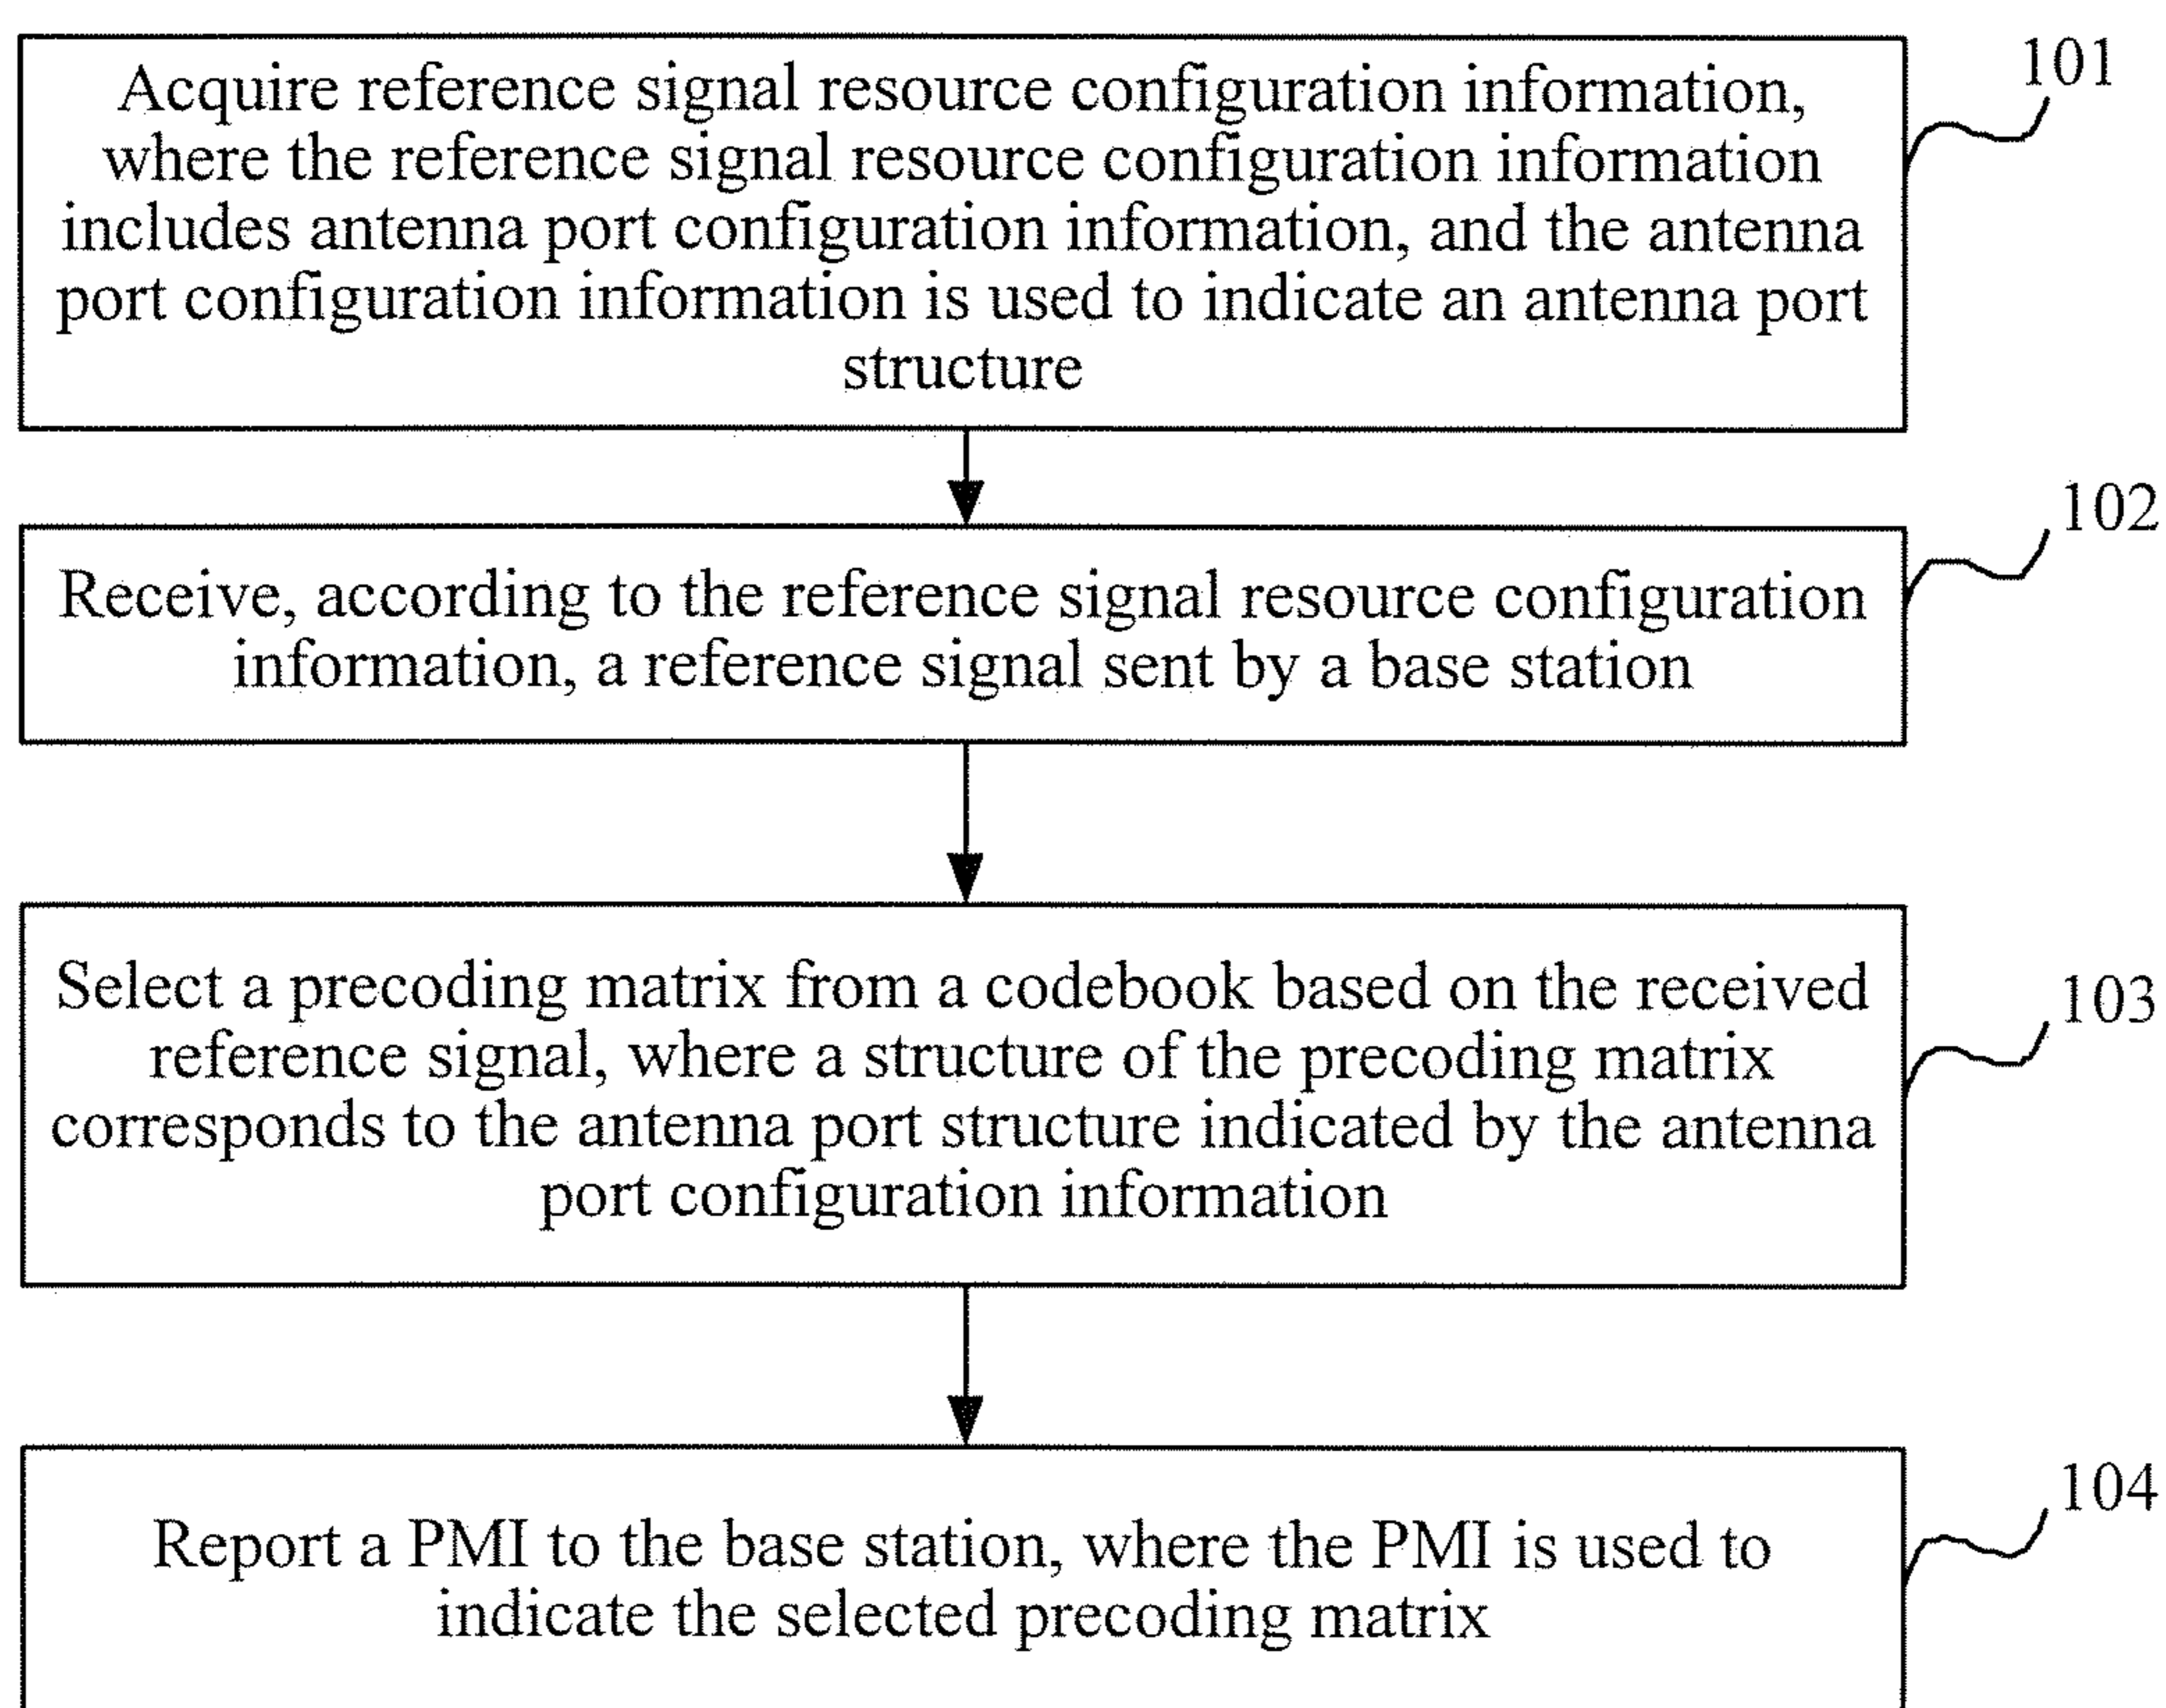 101
Acquire reference signal resource configuration information,
where the reference signal resource configuration information
includes antenna port configuration information, and the antenna
port configuration information is used to indicate an antenna port
structure
102
Receive, according to the reference signal resource configuration
information, a reference signal sent by a base station
103
Select a precoding matrix from a codebook based on the received
reference signal, where a structure of the precoding matrix
corresponds to the antenna port structure indicated by the antenna
port configuration information
104
Report a PMI to the base station, where the PMI is used to
indicate the selected precoding matrix